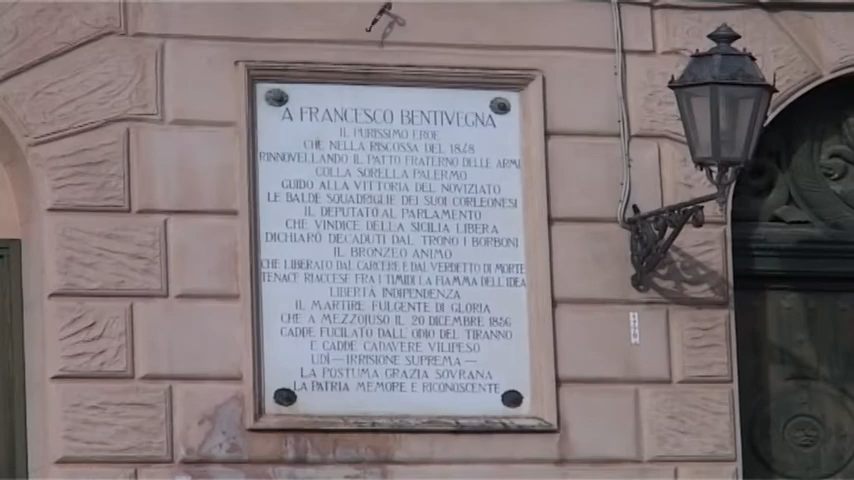 A FRANCESCO BENTIVEGNA
IL PURISSIMO EROE
CHE NELLA RISCOSSA DEL 1848
RINNOVELLANDO IL PATTO FRATERNO DELLE ARMI
COLLA SORELLA PALERMO
GUIDO ALLA VITTORIA DEL NOVIZIATO
LE BALDE SQUADRIGLIE DEI SUOI CORLEONESI
IL DEPUTATO AL PARLAMENTO
CHE VINDICE DELLA SICILIA LIBERA
DICHIARÒ DECADUTI DAL TRONO I BORBONI
IL BRONZEO ANIMO
CHE LIBERATO DAL CARCERE E DAL VERDETTO DI MORTE
TENACE RIACCESE FRA I TIMIDI LA FIAMMA DELL'IDEA
LIBERTÀ INDIPENDENZA
IL MARTIRE FULGENTE DI GLORIA
CHE A MEZZOJUSO IL 20 DICEMBRE 1856
CADDE FUCILATO DALL'ODIO DEL TIRANNO
E CADDE CADAVERE VILIPESO
UDÌ — IRRISIONE SUPREMA —
LA POSTUMA GRAZIA SOVRANA
LA PATRIA MEMORE E RICONOSCENTE